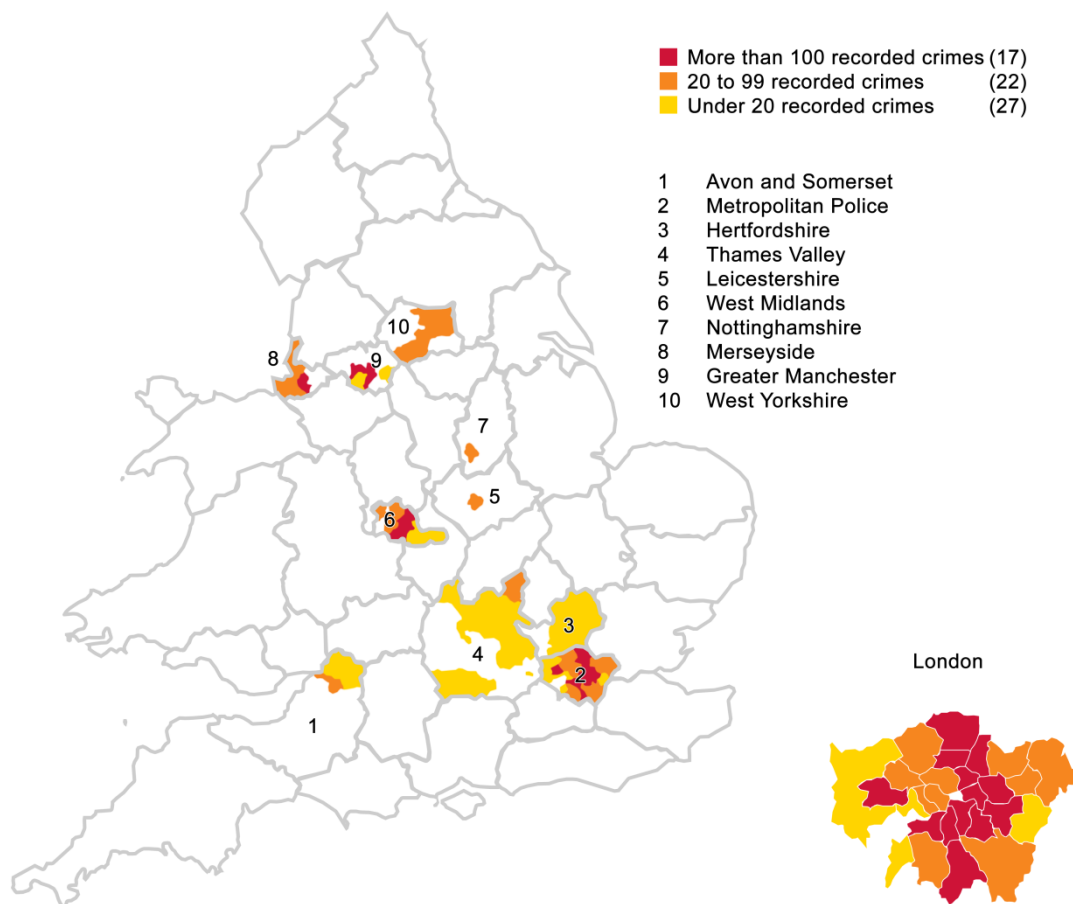 More than 100 recorded crimes (17)
20 to 99 recorded crimes (22)
Under 20 recorded crimes (27)
1 Avon and Somerset
2 Metropolitan Police
3 Hertfordshire
4 Thames Valley
5 Leicestershire
6 West Midlands
7 Nottinghamshire
8 Merseyside
9 Greater Manchester
10 West Yorkshire
10
8
9
7
5
6
3
4
2
1
London